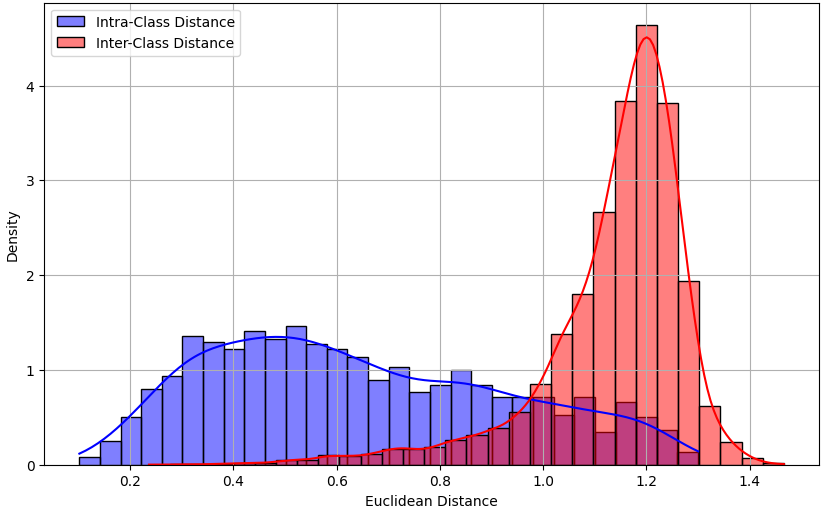 Intra-Class Distance
Inter-Class Distance
4
3
2
1
0
Density
0.2 0.4 0.6 0.8 1.0 1.2 1.4
Euclidean Distance